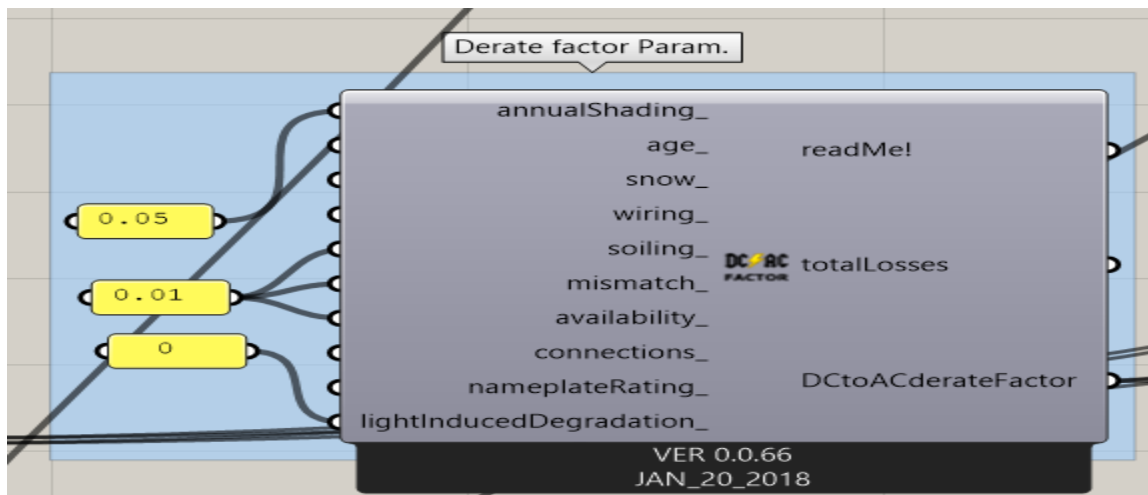 Derate factor Param.
annualShading_
age_
snow_
wiring_
soiling_
mismatch_
availability_
connections_
nameplateRating_
lightInducedDegradation_
0.05
0.01
0
DC AC
FACTOR
readMe!
totalLosses
DCtoACderateFactor
VER 0.0.66
JAN_20_2018